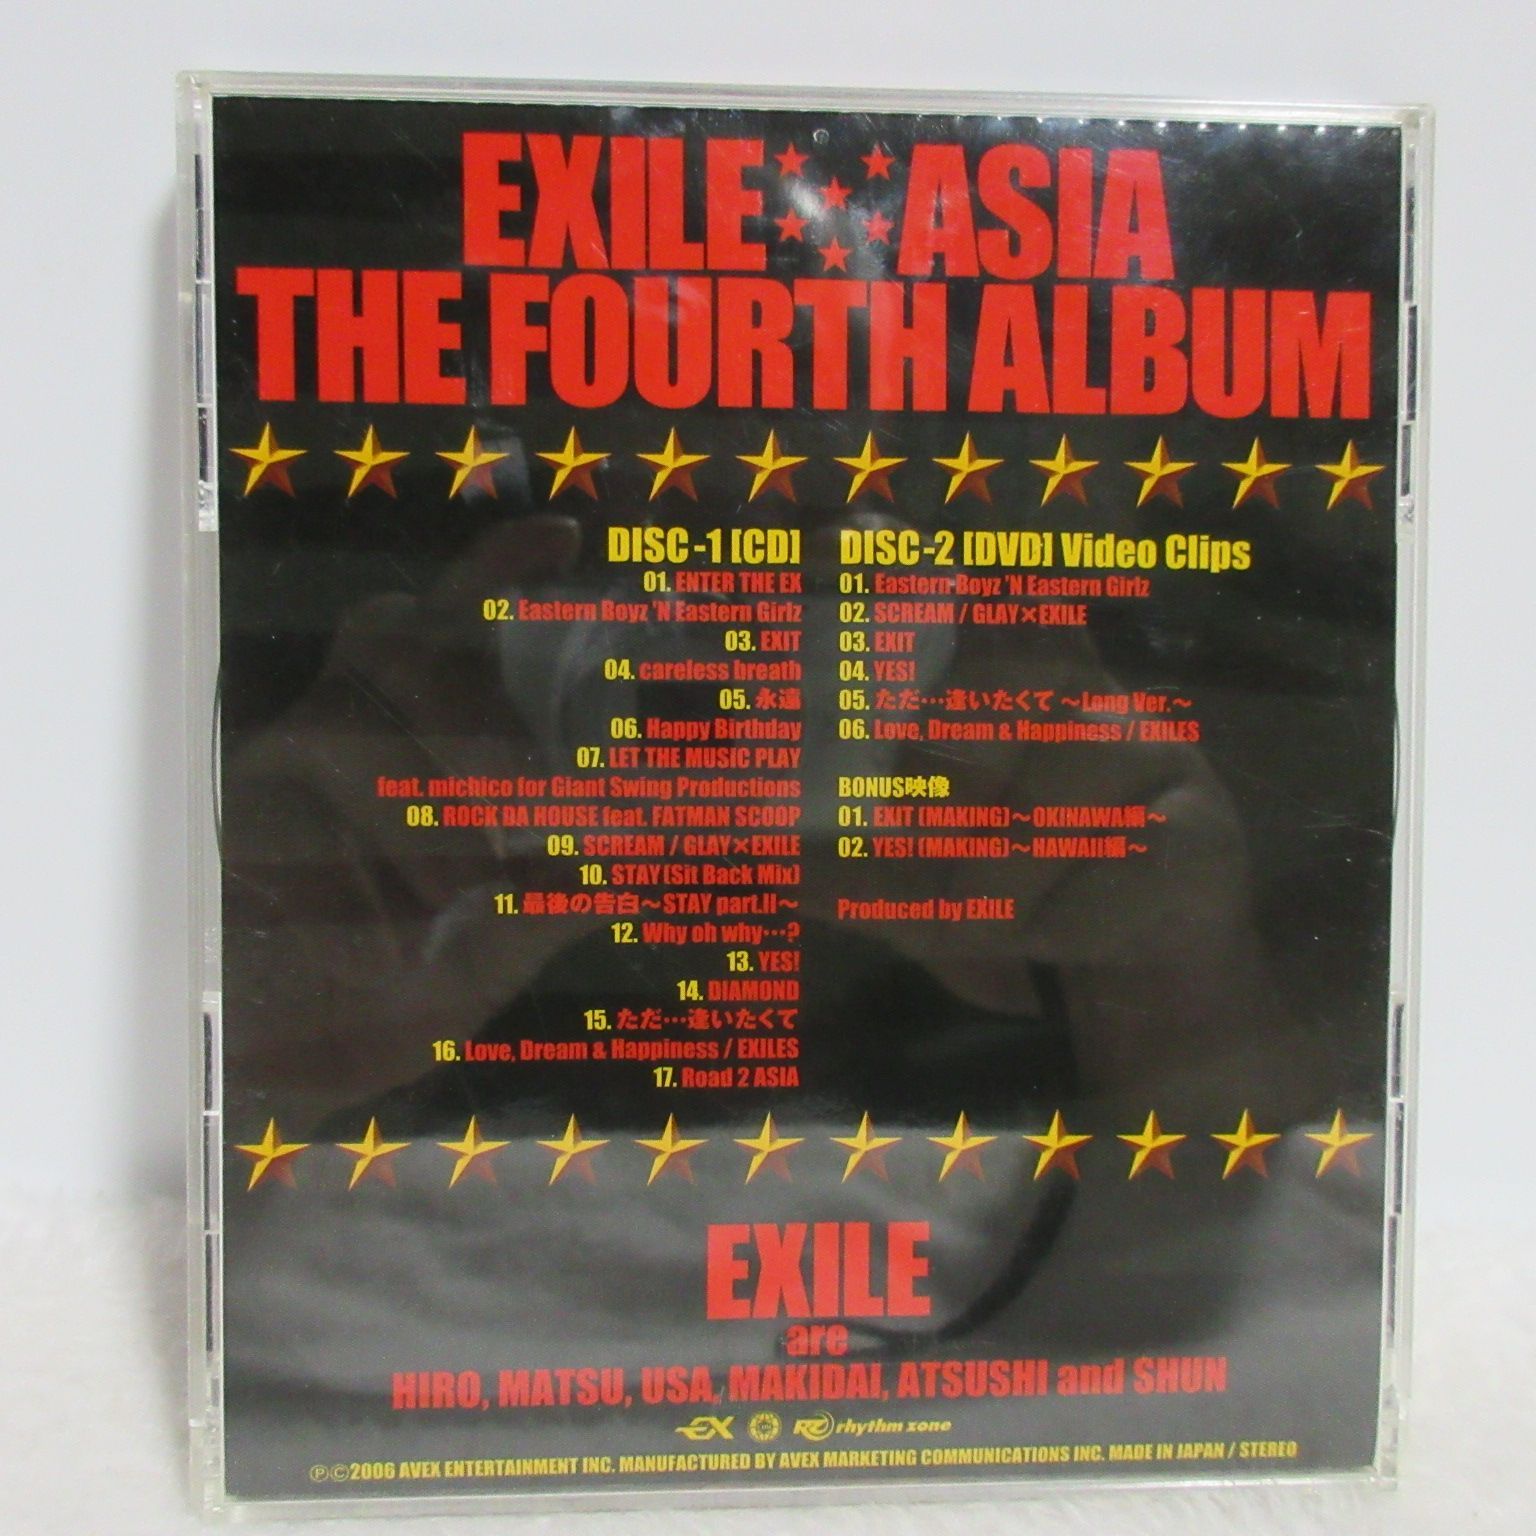 EXILE ASIA
THE FOURTH ALBUM
DISC-1 [CD]
01. ENTER THE EX
02. Eastern Boyz 'N Eastern Girlz
03. EXIT
04. careless breath
05. 永遠
06. Happy Birthday
07. LET THE MUSIC PLAY
feat. michico for Giant Swing Productions
08. ROCK DA HOUSE feat. FATMAN SCOOP
09. SCREAM / GLAY×EXILE
10. STAY (Sit Back Mix)
11. 最後の告白～STAY part.II～
12. Why oh why…?
13. YES!
14. DIAMOND
15. ただ…逢いたくて
16. Love, Dream & Happiness / EXILES
17. Road 2 ASIA
DISC-2 [DVD] Video Clips
01. Eastern Boyz 'N Eastern Girlz
02. SCREAM / GLAY×EXILE
03. EXIT
04. YES!
05. ただ…逢いたくて ～Long Ver.～
06. Love, Dream & Happiness / EXILES
BONUS映像
01. EXIT (MAKING)～OKINAWA編～
02. YES! (MAKING)～HAWAII編～
Produced by EXILE
EXILE
are
HIRO, MATSU, USA, MAKIDAI, ATSUSHI and SHUN
EX rhythm zone
Ⓟ©2006 AVEX ENTERTAINMENT INC. MANUFACTURED BY AVEX MARKETING COMMUNICATIONS INC. MADE IN JAPAN / STEREO